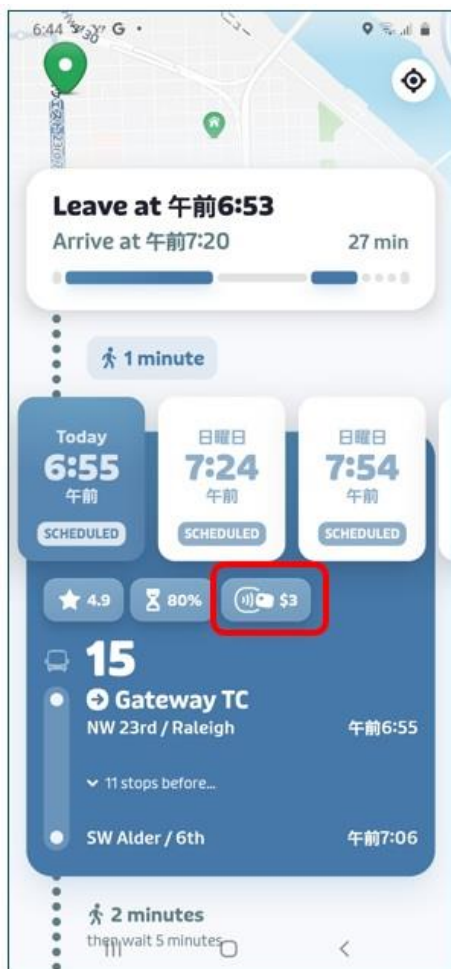 6:44 G
Leave at 午前6:53
Arrive at 午前7:20 27 min
1 minute
Today 日曜日 日曜日
6:55 7:24 7:54
午前 午前 午前
SCHEDULED SCHEDULED SCHEDULED
4.9 80% $3
15
Gateway TC
NW 23rd / Raleigh 午前6:55
11 stops before...
SW Alder / 6th 午前7:06
2 minutes
then wait 5 minutes